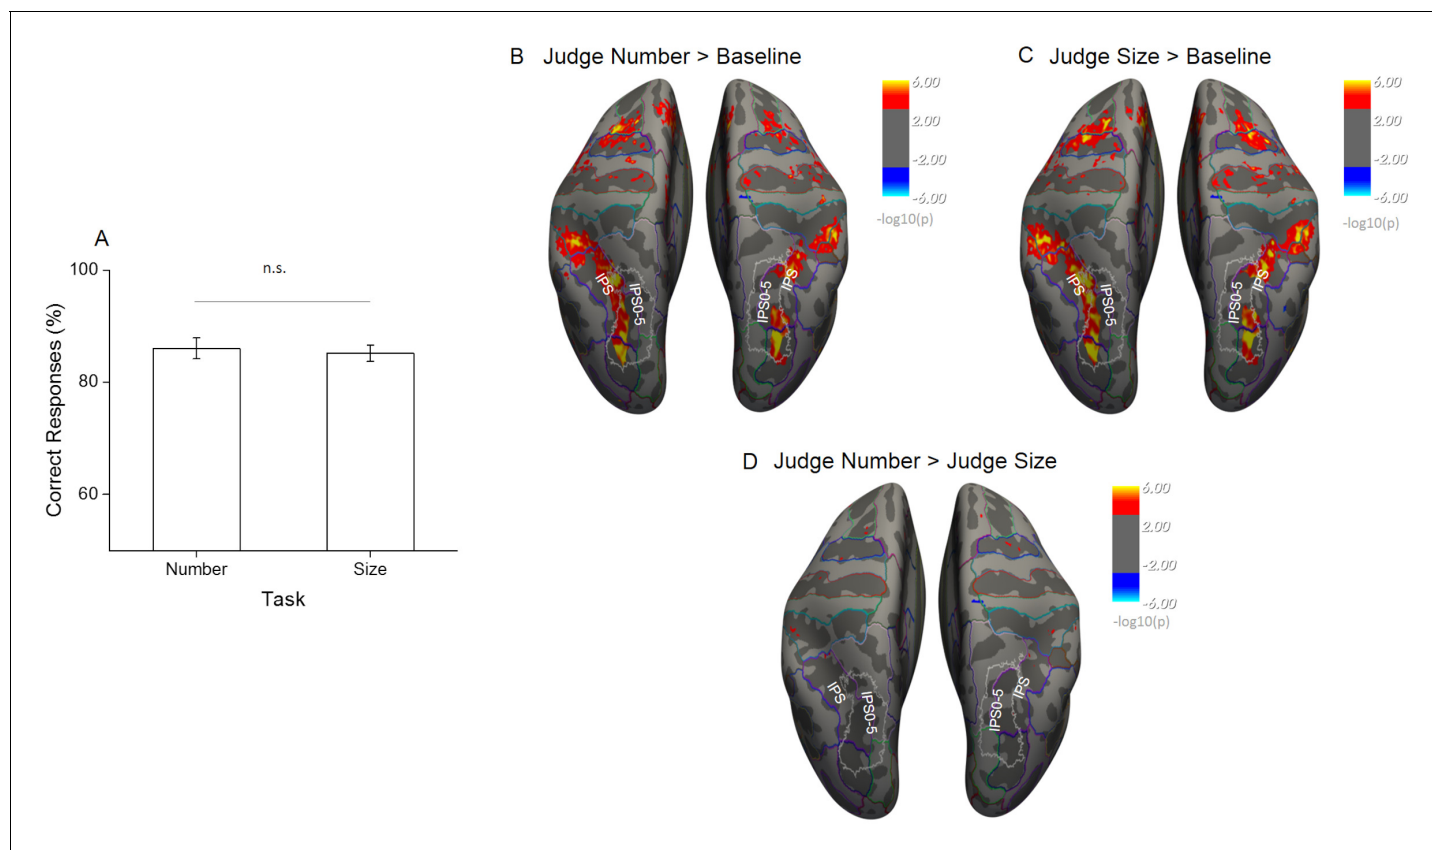 B Judge Number > Baseline
C Judge Size > Baseline
6.00
2.00
-2.00
-6.00
-log10(p)
6.00
2.00
-2.00
-6.00
-log10(p)
IPS
IPS0-5
IPS0-5
IPS
IPS
IPS0-5
IPS0-5
IPS
A
n.s.
100
80
60
Correct Responses (%)
Number
Size
Task
D Judge Number > Judge Size
6.00
2.00
-2.00
-6.00
-log10(p)
IPS
IPS0-5
IPS0-5
IPS